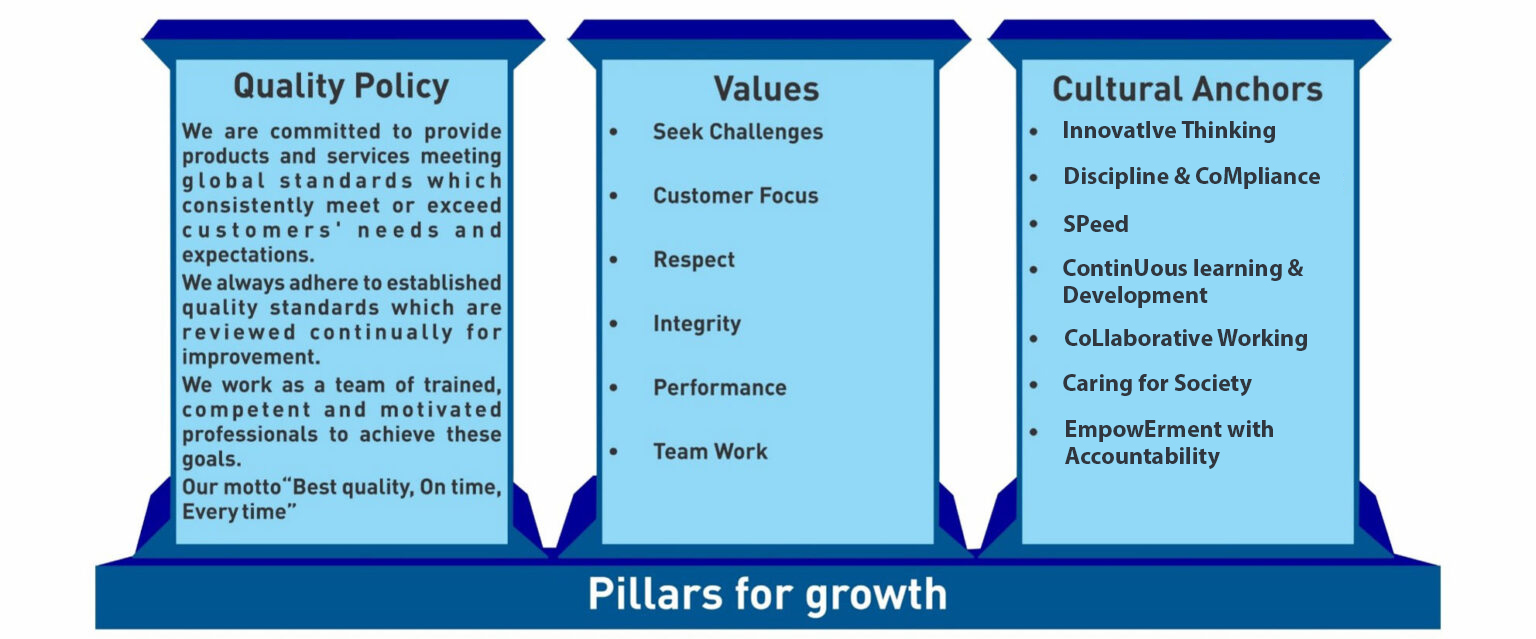 Quality Policy
We are committed to provide
products and services meeting
global standards which
consistently meet or exceed
customers' needs and
expectations.
We always adhere to established
quality standards which are
reviewed continually for
improvement.
We work as a team of trained,
competent and motivated
professionals to achieve these
goals.
Our motto“Best quality, On time,
Every time”
Values
• Seek Challenges
• Customer Focus
• Respect
• Integrity
• Performance
• Team Work
Cultural Anchors
• InnovatIve Thinking
• Discipline & CoMpliance
• SPeed
• ContinUous learning &
Development
• CoLlaborative Working
• Caring for Society
• EmpowErment with
Accountability
Pillars for growth